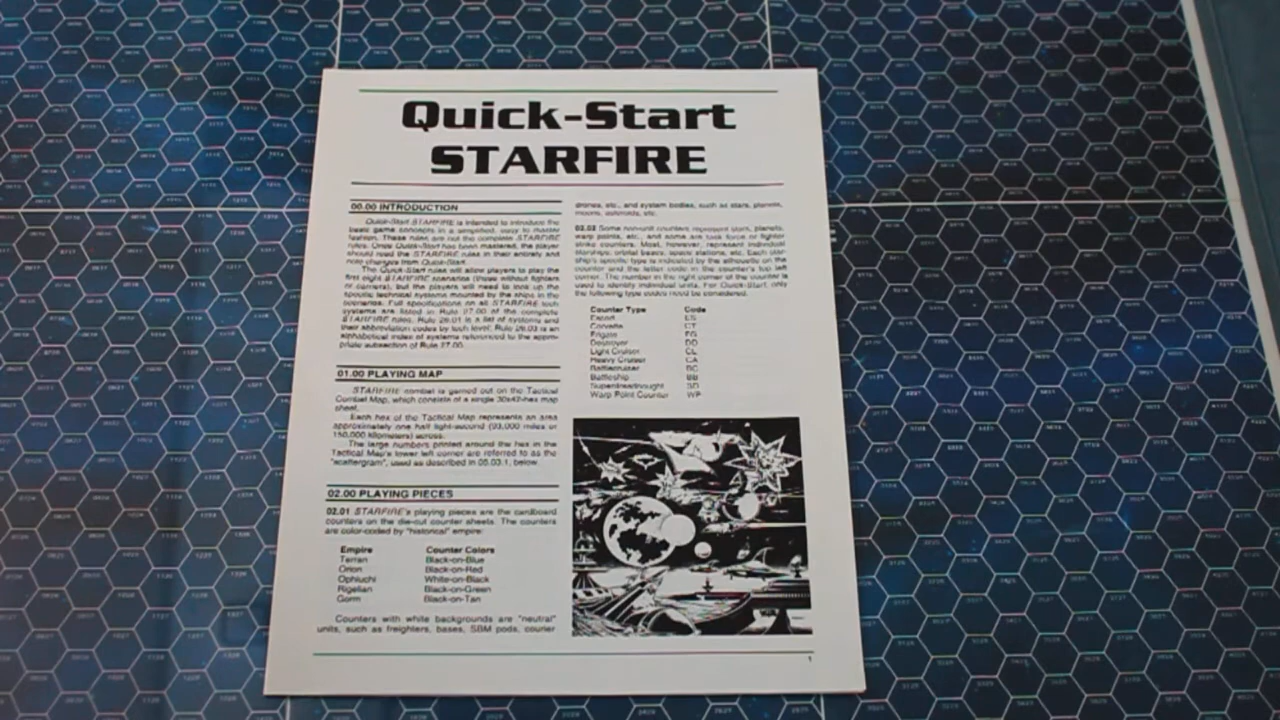 Quick-Start
STARFIRE
00.00 INTRODUCTION
Quick-Start STARFIRE is intended to introduce the
basic game concepts in a simplified, easy to master
fashion. These rules are not the complete STARFIRE
rules. Once Quick-Start has been mastered, the player
should read the STARFIRE rules in their entirety and
note changes from Quick-Start.
The Quick-Start rules will allow players to play the
first eight STARFIRE scenarios (those without fighters
or carriers), but the players will need to look up the
specific technical systems mounted by the ships in the
scenarios. Full specifications on all STARFIRE tech
systems are listed in Rule 27.00 of the complete
STARFIRE rules. Rule 26.01 is a list of systems and
their abbreviation codes by tech level; Rule 26.03 is an
alphabetical index of systems referenced to the appro-
priate subsection of Rule 27.00.
01.00 PLAYING MAP
STARFIRE combat is gamed out on the Tactical
Combat Map, which consists of a single 30x42-hex map
sheet.
Each hex of the Tactical Map represents an area
approximately one half light-second (93,000 miles or
150,000 kilometers) across.
The large numbers printed around the hex in the
Tactical Map's lower left corner are referred to as the
"scattergram", used as described in 05.03.1, below.
02.00 PLAYING PIECES
02.01 STARFIRE's playing pieces are the cardboard
counters on the die-cut counter sheets. The counters
are color-coded by "historical" empire:
Empire Counter Colors
Terran Black-on-Blue
Orion Black-on-Red
Ophiuchi White-on-Black
Rigelian Black-on-Green
Gorm Black-on-Tan
Counters with white backgrounds are "neutral"
units, such as freighters, bases, SBM pods, courier
drones, etc., and system bodies, such as stars, planets,
moons, asteroids, etc.
02.02 Some non-unit counters represent stars, planets,
warp points, etc., and some are task force or fighter
strike counters. Most, however, represent individual
starships, orbital bases, space stations, etc. Each star-
ship's specific type is indicated by the silhouette on the
counter and the letter code in the counter's top left
corner. The number in the right corner of the counter is
used to identify individual units. For Quick-Start, only
the following type codes need be considered.
Counter Type Code
Escort ES
Corvette CT
Frigate FG
Destroyer DD
Light Cruiser CL
Heavy Cruiser CA
Battlecruiser BC
Battleship BB
Superdreadnought SD
Warp Point Counter WP
1